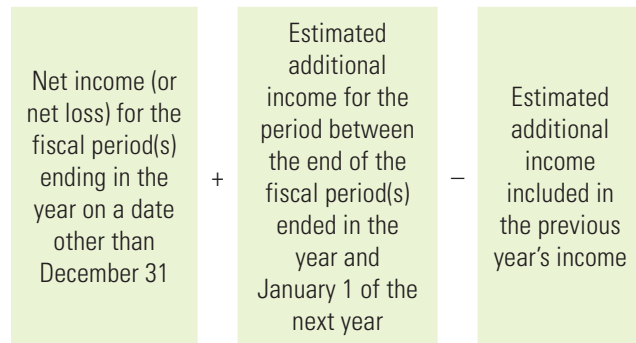 Net income (or
net loss) for the
fiscal period(s)
ending in the
year on a date
other than
December 31
+
Estimated
additional
income for the
period between
the end of the
fiscal period(s)
ended in the
year and
January 1 of the
next year
–
Estimated
additional
income
included in
the previous
year’s income